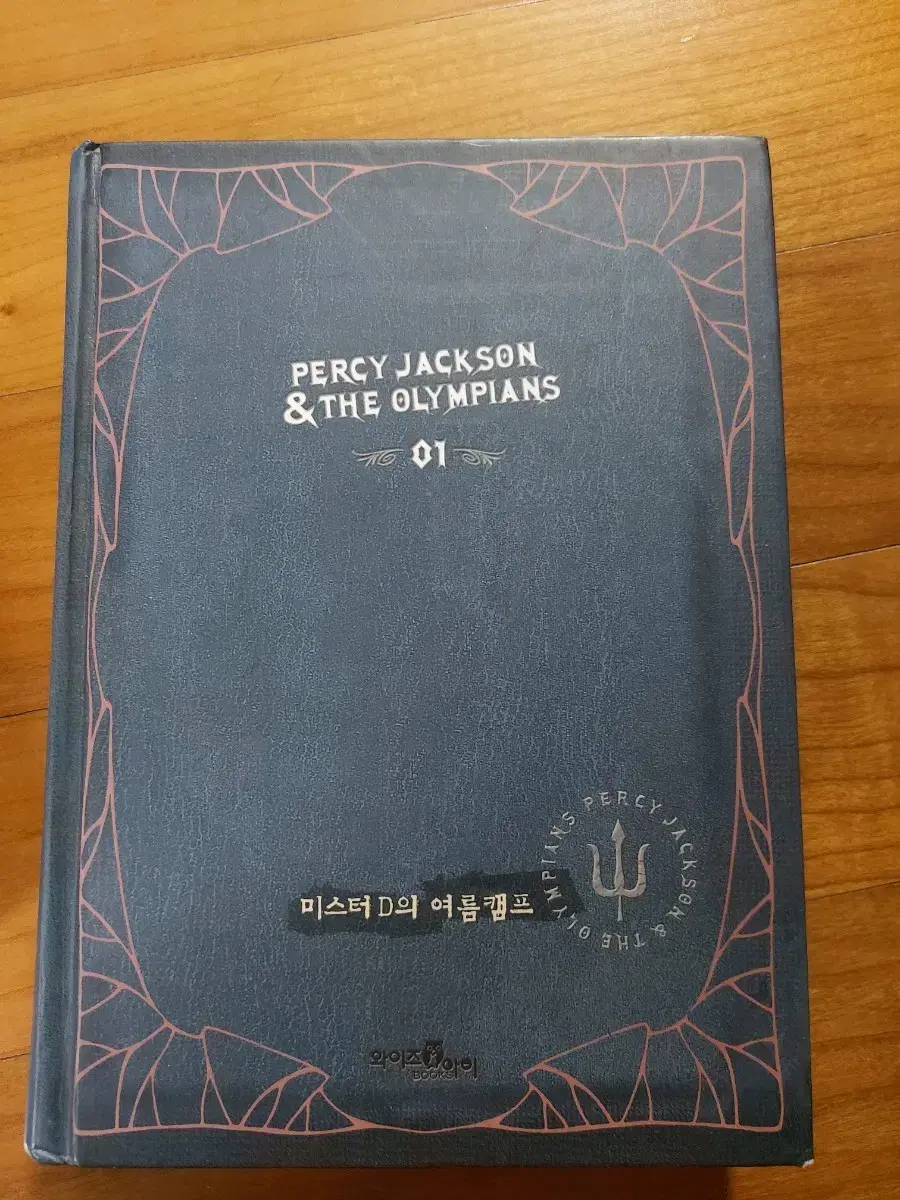 PERCY JACKSON
& THE OLYMPIANS
01
PERCY JACKSON & THE OLYMPIANS
미스터 D의 여름캠프
와이즈아이
BOOKS